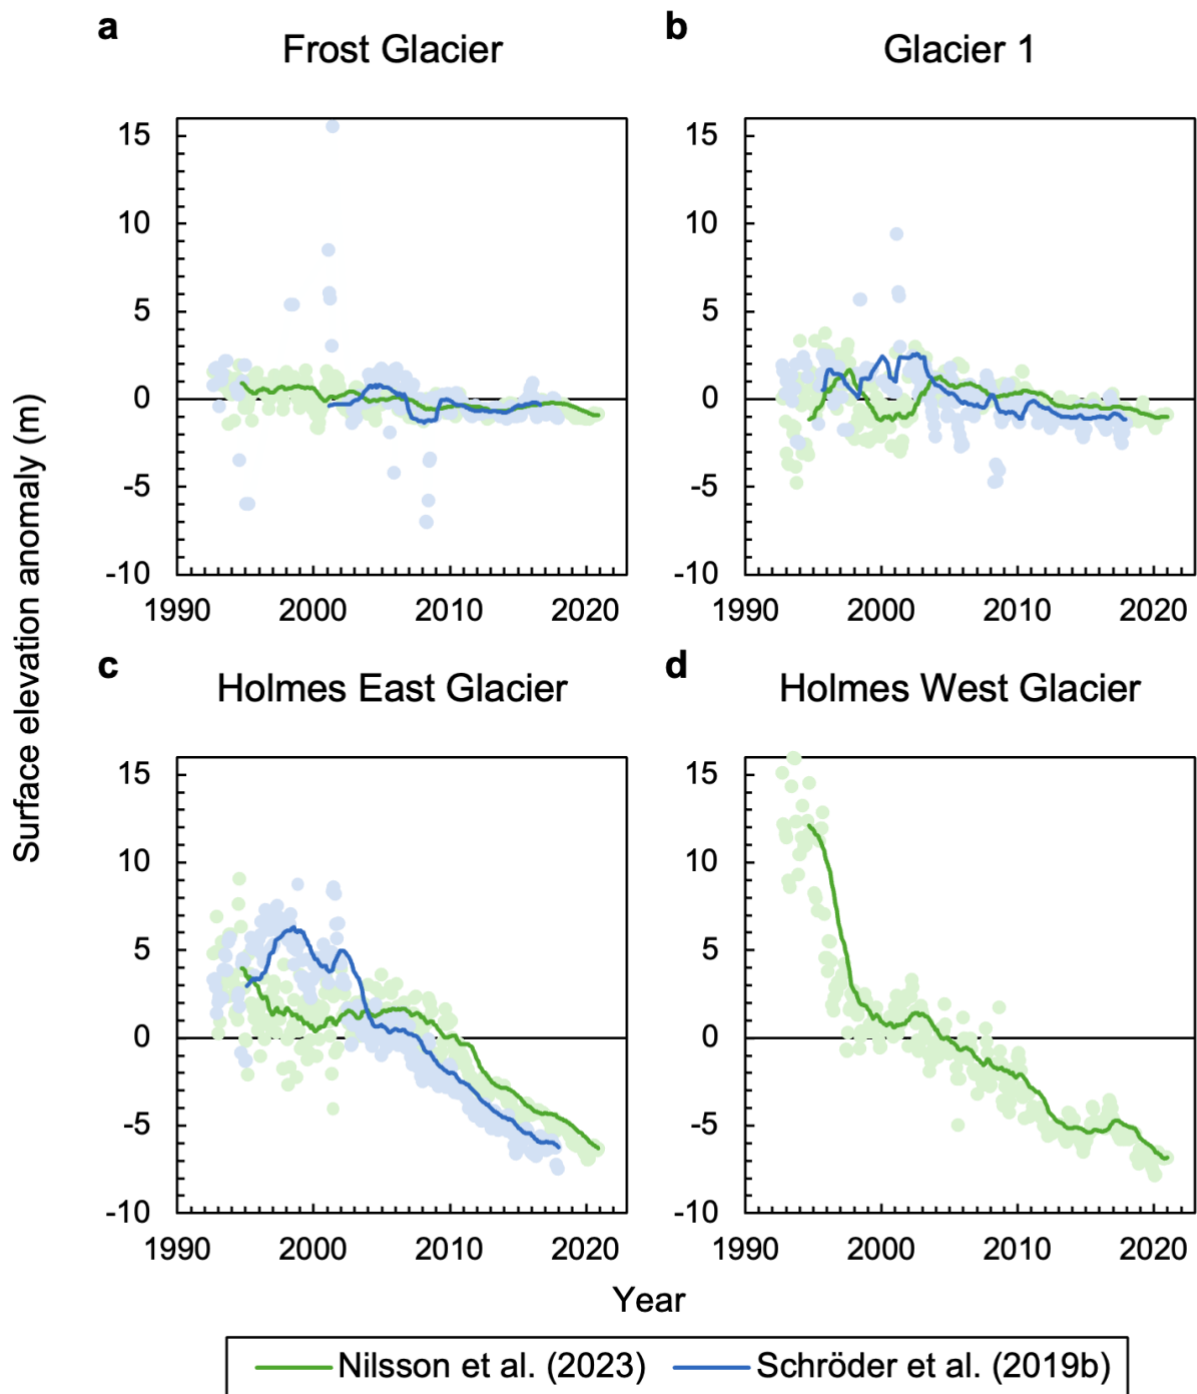 a
Frost Glacier
b
Glacier 1
15
10
5
0
-5
-10
1990 2000 2010 2020
15
10
5
0
-5
-10
1990 2000 2010 2020
c
Holmes East Glacier
d
Holmes West Glacier
15
10
5
0
-5
-10
1990 2000 2010 2020
15
10
5
0
-5
-10
1990 2000 2010 2020
Surface elevation anomaly (m)
Year
Nilsson et al. (2023) Schröder et al. (2019b)